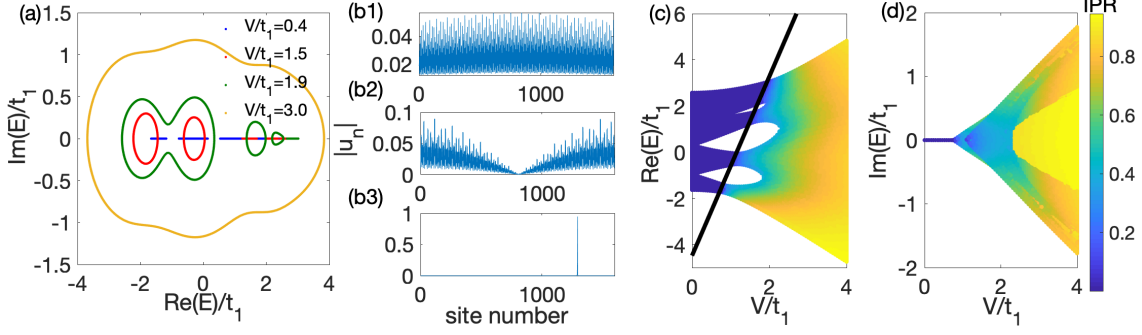 (a)
V/t1=0.4
V/t1=1.5
V/t1=1.9
V/t1=3.0
Im(E)/t1
1.5
1
0.5
0
-0.5
-1
-1.5
-4
-2
0
2
4
Re(E)/t1
(b1)
0.04
0.02
0
1000
(b2)
|un|
0.1
0.05
0
0
1000
(b3)
1
0.5
0
0
1000
site number
(c)
Re(E)/t1
6
4
2
0
-2
-4
0
2
4
V/t1
(d)
Im(E)/t1
2
1
0
-1
-2
0
2
4
V/t1
IPR
0.8
0.6
0.4
0.2